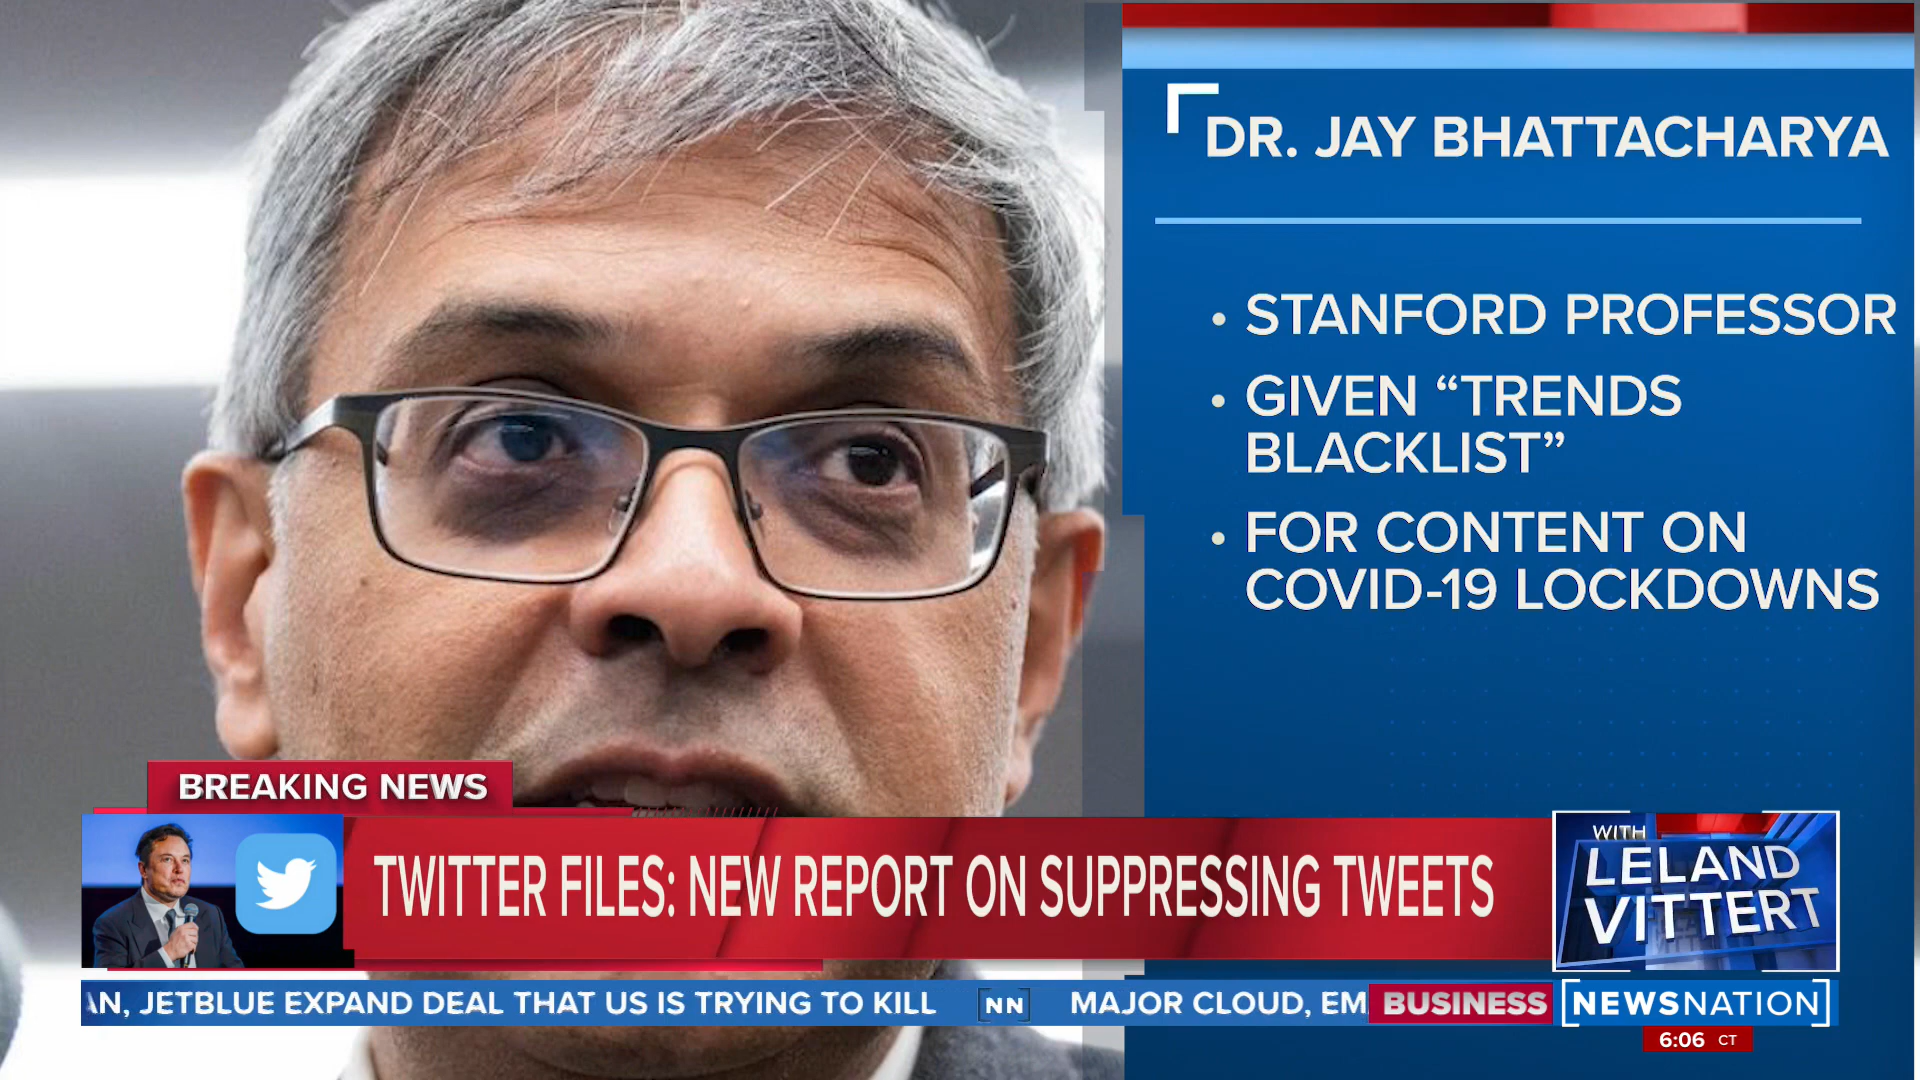 DR. JAY BHATTACHARYA
• STANFORD PROFESSOR
• GIVEN “TRENDS
BLACKLIST”
• FOR CONTENT ON
COVID-19 LOCKDOWNS
BREAKING NEWS
TWITTER FILES: NEW REPORT ON SUPPRESSING TWEETS
WITH
LELAND
VITTERT
AN, JETBLUE EXPAND DEAL THAT US IS TRYING TO KILL NN MAJOR CLOUD, EM BUSINESS NEWSNATION
6:06 CT